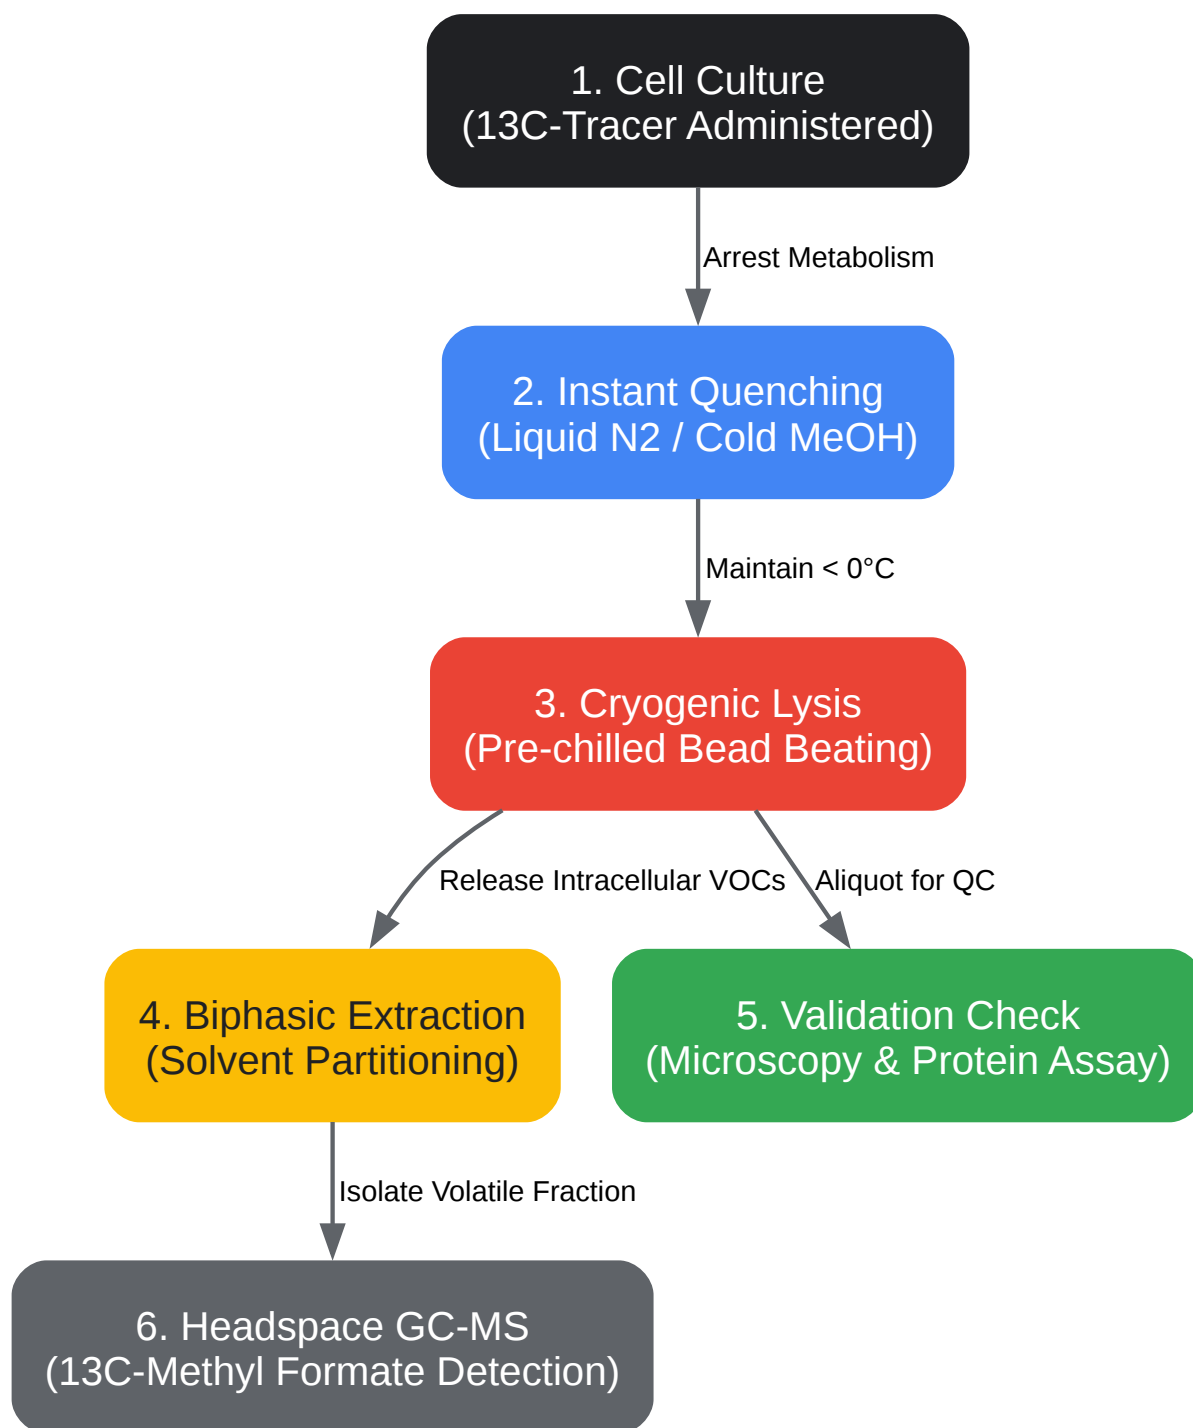 1. Cell Culture
(13C-Tracer Administered)
Arrest Metabolism
2. Instant Quenching
(Liquid N2 / Cold MeOH)
Maintain < 0°C
3. Cryogenic Lysis
(Pre-chilled Bead Beating)
Release Intracellular VOCs
Aliquot for QC
4. Biphasic Extraction
(Solvent Partitioning)
5. Validation Check
(Microscopy & Protein Assay)
Isolate Volatile Fraction
6. Headspace GC-MS
(13C-Methyl Formate Detection)